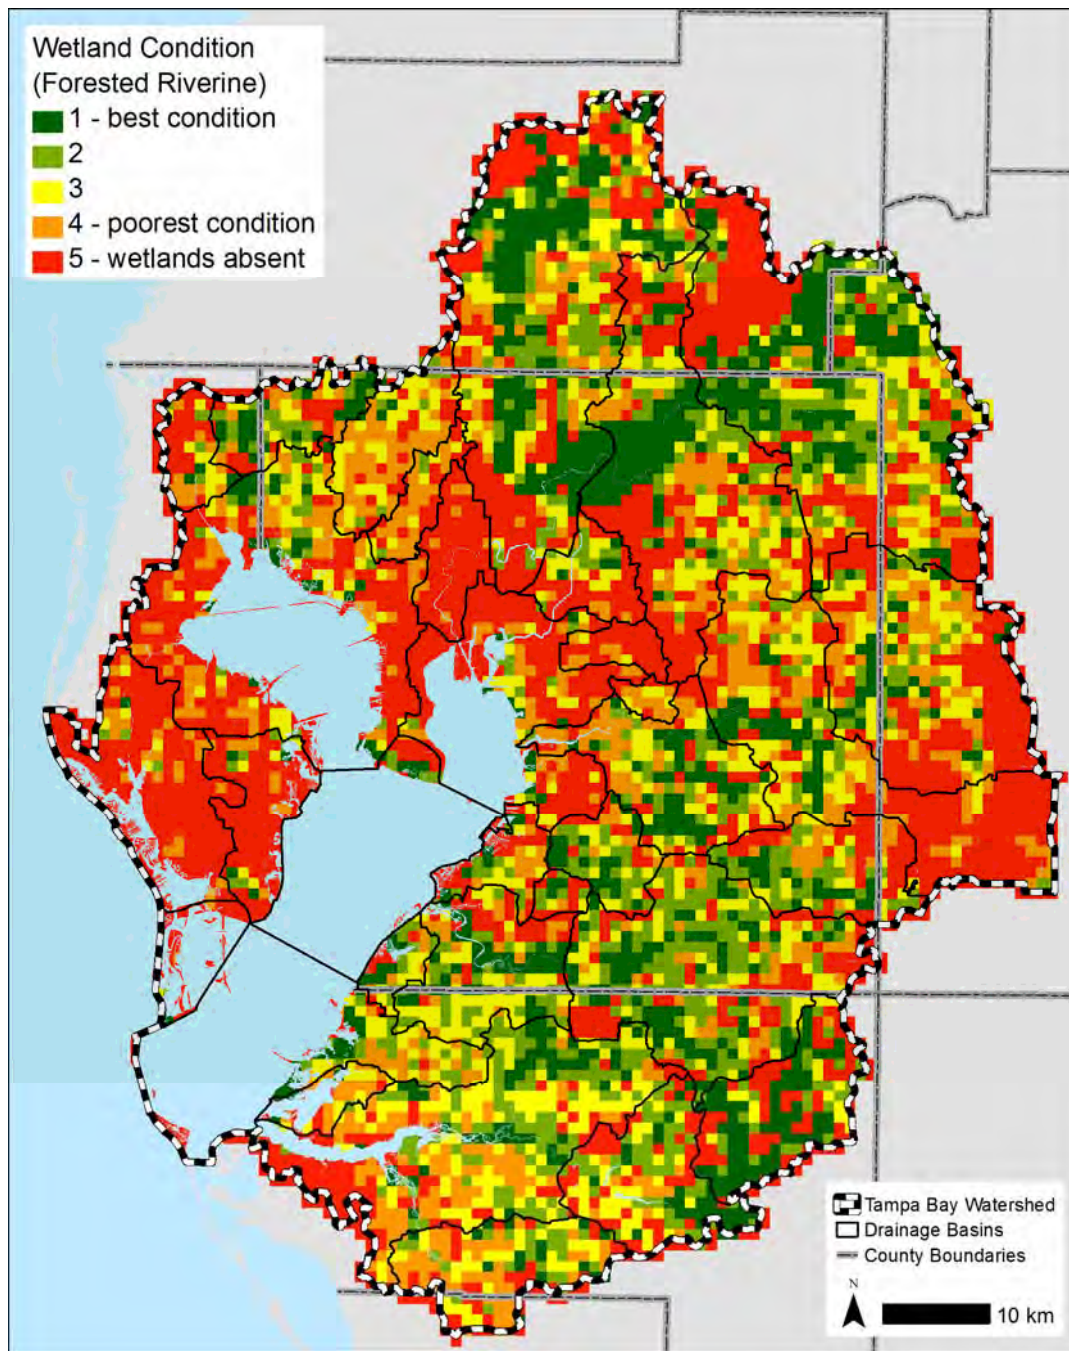 Wetland Condition
(Forested Riverine)
1 - best condition
2
3
4 - poorest condition
5 - wetlands absent
Tampa Bay Watershed
Drainage Basins
County Boundaries
N
10 km